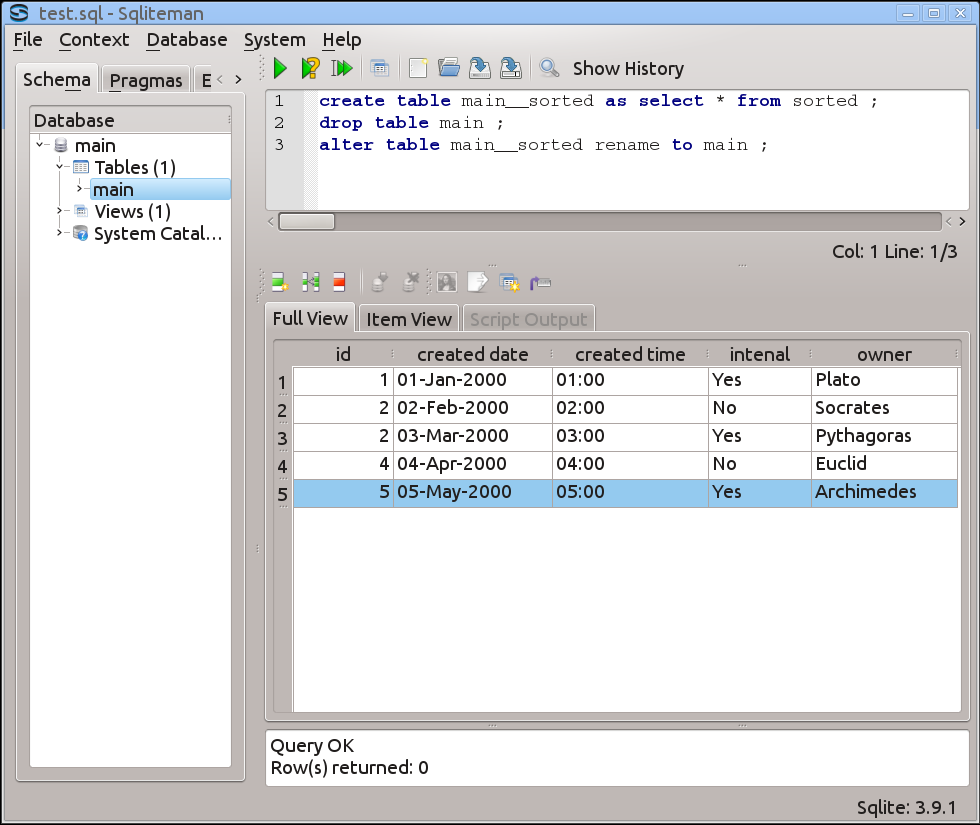 test.sql - Sqliteman
File Context Database System Help
Schema Pragmas E
Show History
Database
main
Tables (1)
main
Views (1)
System Catal...
1 create table main__sorted as select * from sorted ;
2 drop table main ;
3 alter table main__sorted rename to main ;
Col: 1 Line: 1/3
Full View Item View Script Output
id created date created time intenal owner
1 1 01-Jan-2000 01:00 Yes Plato
2 2 02-Feb-2000 02:00 No Socrates
3 2 03-Mar-2000 03:00 Yes Pythagoras
4 4 04-Apr-2000 04:00 No Euclid
5 5 05-May-2000 05:00 Yes Archimedes
Query OK
Row(s) returned: 0
Sqlite: 3.9.1